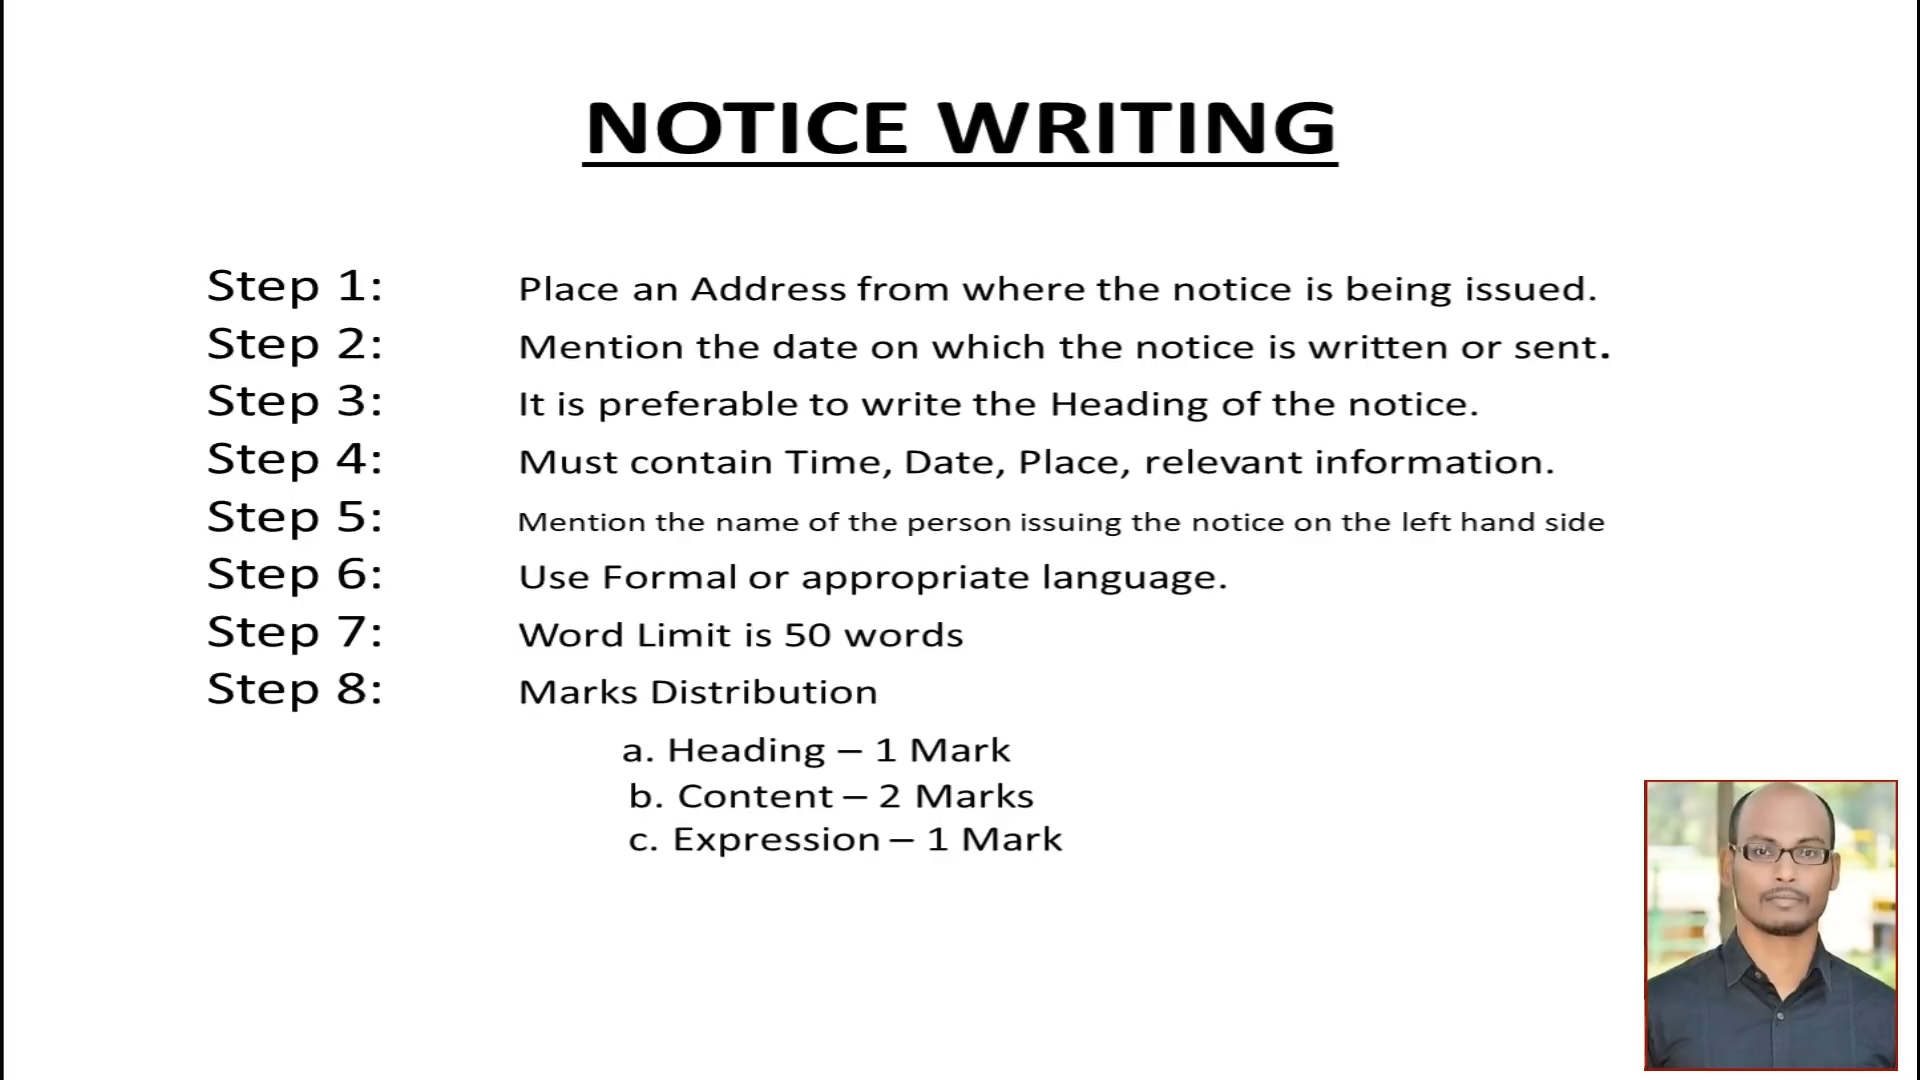 NOTICE WRITING
Step 1: Place an Address from where the notice is being issued.
Step 2: Mention the date on which the notice is written or sent.
Step 3: It is preferable to write the Heading of the notice.
Step 4: Must contain Time, Date, Place, relevant information.
Step 5: Mention the name of the person issuing the notice on the left hand side
Step 6: Use Formal or appropriate language.
Step 7: Word Limit is 50 words
Step 8: Marks Distribution
a. Heading – 1 Mark
b. Content – 2 Marks
c. Expression – 1 Mark